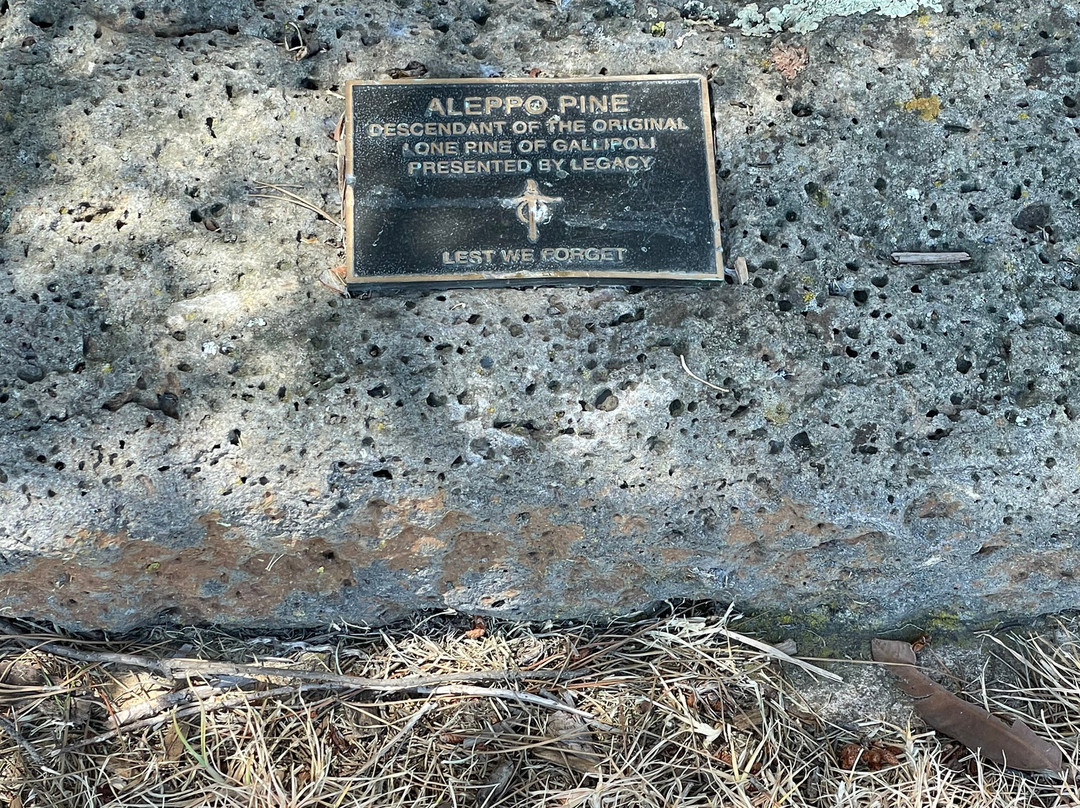 ALEPPO PINE
DESCENDANT OF THE ORIGINAL
LONE PINE OF GALLIPOLI
PRESENTED BY LEGACY
LEST WE FORGET